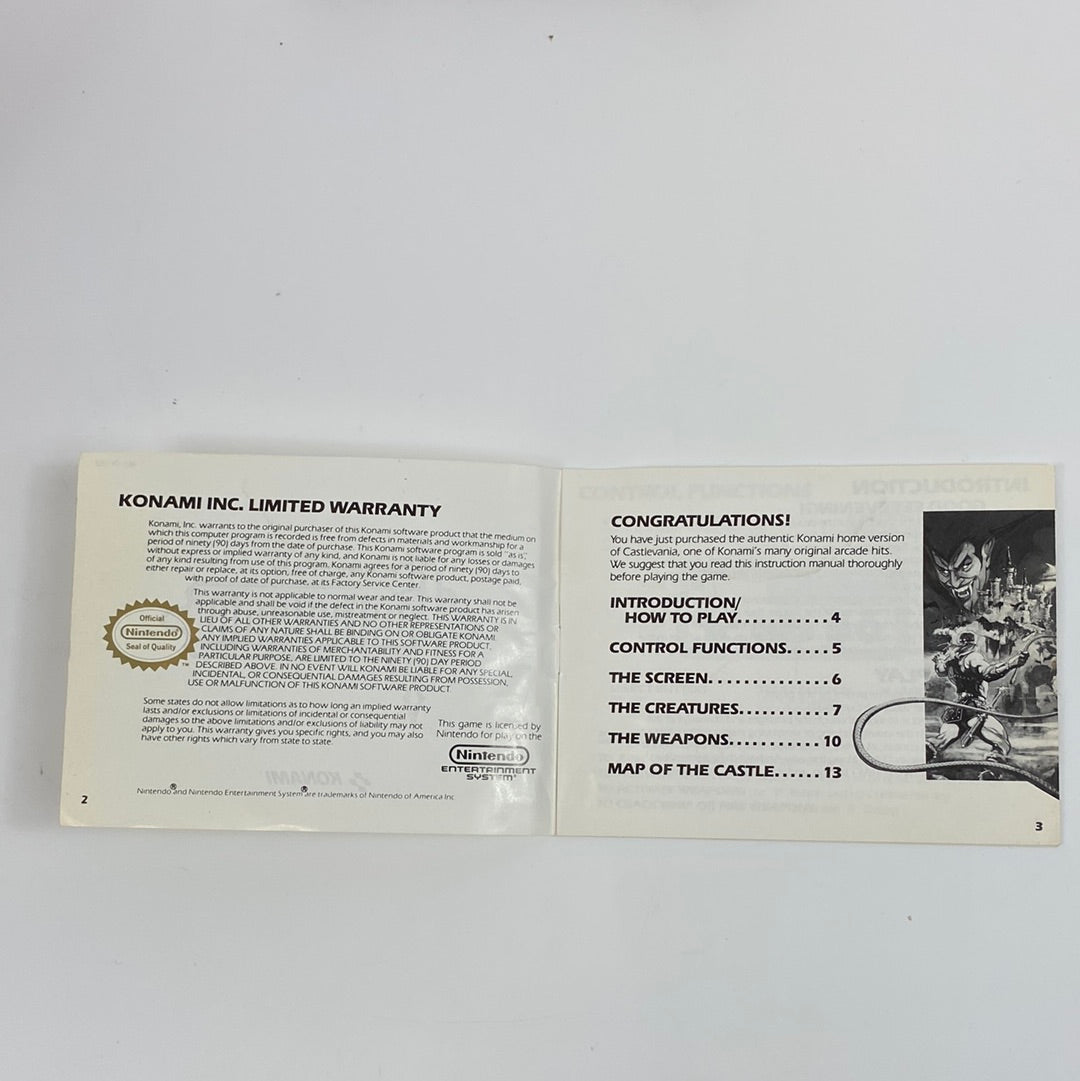 KONAMI INC. LIMITED WARRANTY
Konami, Inc. warrants to the original purchaser of this Konami software product that the medium on
which this computer program is recorded is free from defects in materials and workmanship for a
period of ninety (90) days from the date of purchase. This Konami software program is sold "as is,"
without express or implied warranty of any kind, and Konami is not liable for any losses or damages
of any kind resulting from use of this program. Konami agrees for a period of ninety (90) days to
either repair or replace, at its option, free of charge, any Konami software product, postage paid,
with proof of date of purchase, at its Factory Service Center.
This warranty is not applicable to normal wear and tear. This warranty shall not be
applicable and shall be void if the defect in the Konami software product has arisen
through abuse, unreasonable use, mistreatment or neglect. THIS WARRANTY IS IN
LIEU OF ALL OTHER WARRANTIES AND NO OTHER REPRESENTATIONS OR
CLAIMS OF ANY NATURE SHALL BE BINDING ON OR OBLIGATE KONAMI.
ANY IMPLIED WARRANTIES APPLICABLE TO THIS SOFTWARE PRODUCT,
INCLUDING WARRANTIES OF MERCHANTABILITY AND FITNESS FOR A
PARTICULAR PURPOSE, ARE LIMITED TO THE NINETY (90) DAY PERIOD
DESCRIBED ABOVE. IN NO EVENT WILL KONAMI BE LIABLE FOR ANY SPECIAL,
INCIDENTAL, OR CONSEQUENTIAL DAMAGES RESULTING FROM POSSESSION,
USE OR MALFUNCTION OF THIS KONAMI SOFTWARE PRODUCT.
Official
Nintendo®
Seal of Quality
™
Some states do not allow limitations as to how long an implied warranty
lasts and/or exclusions or limitations of incidental or consequential
damages so the above limitations and/or exclusions of liability may not
apply to you. This warranty gives you specific rights, and you may also
have other rights which vary from state to state.
This game is licensed by
Nintendo for play on the
Nintendo
ENTERTAINMENT
SYSTEM®
Nintendo® and Nintendo Entertainment System® are trademarks of Nintendo of America Inc.
2
CONGRATULATIONS!
You have just purchased the authentic Konami home version
of Castlevania, one of Konami's many original arcade hits.
We suggest that you read this instruction manual thoroughly
before playing the game.
INTRODUCTION/
HOW TO PLAY...........4
CONTROL FUNCTIONS.....5
THE SCREEN.............6
THE CREATURES..........7
THE WEAPONS...........10
MAP OF THE CASTLE......13
3